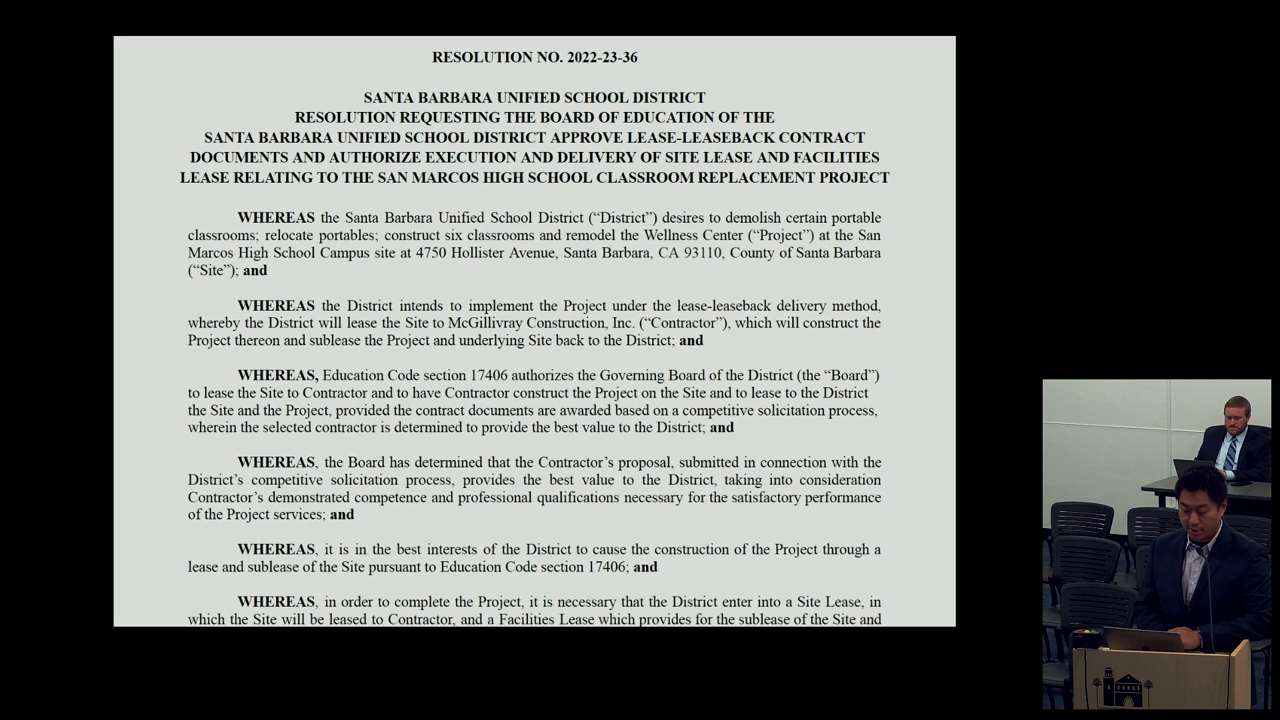 RESOLUTION NO. 2022-23-36
SANTA BARBARA UNIFIED SCHOOL DISTRICT
RESOLUTION REQUESTING THE BOARD OF EDUCATION OF THE
SANTA BARBARA UNIFIED SCHOOL DISTRICT APPROVE LEASE-LEASEBACK CONTRACT
DOCUMENTS AND AUTHORIZE EXECUTION AND DELIVERY OF SITE LEASE AND FACILITIES
LEASE RELATING TO THE SAN MARCOS HIGH SCHOOL CLASSROOM REPLACEMENT PROJECT
WHEREAS the Santa Barbara Unified School District (“District”) desires to demolish certain portable
classrooms; relocate portables; construct six classrooms and remodel the Wellness Center (“Project”) at the San
Marcos High School Campus site at 4750 Hollister Avenue, Santa Barbara, CA 93110, County of Santa Barbara
(“Site”); and
WHEREAS the District intends to implement the Project under the lease-leaseback delivery method,
whereby the District will lease the Site to McGillivray Construction, Inc. (“Contractor”), which will construct the
Project thereon and sublease the Project and underlying Site back to the District; and
WHEREAS, Education Code section 17406 authorizes the Governing Board of the District (the “Board”)
to lease the Site to Contractor and to have Contractor construct the Project on the Site and to lease to the District
the Site and the Project, provided the contract documents are awarded based on a competitive solicitation process,
wherein the selected contractor is determined to provide the best value to the District; and
WHEREAS, the Board has determined that the Contractor’s proposal, submitted in connection with the
District’s competitive solicitation process, provides the best value to the District, taking into consideration
Contractor’s demonstrated competence and professional qualifications necessary for the satisfactory performance
of the Project services; and
WHEREAS, it is in the best interests of the District to cause the construction of the Project through a
lease and sublease of the Site pursuant to Education Code section 17406; and
WHEREAS, in order to complete the Project, it is necessary that the District enter into a Site Lease, in
which the Site will be leased to Contractor, and a Facilities Lease which provides for the sublease of the Site and